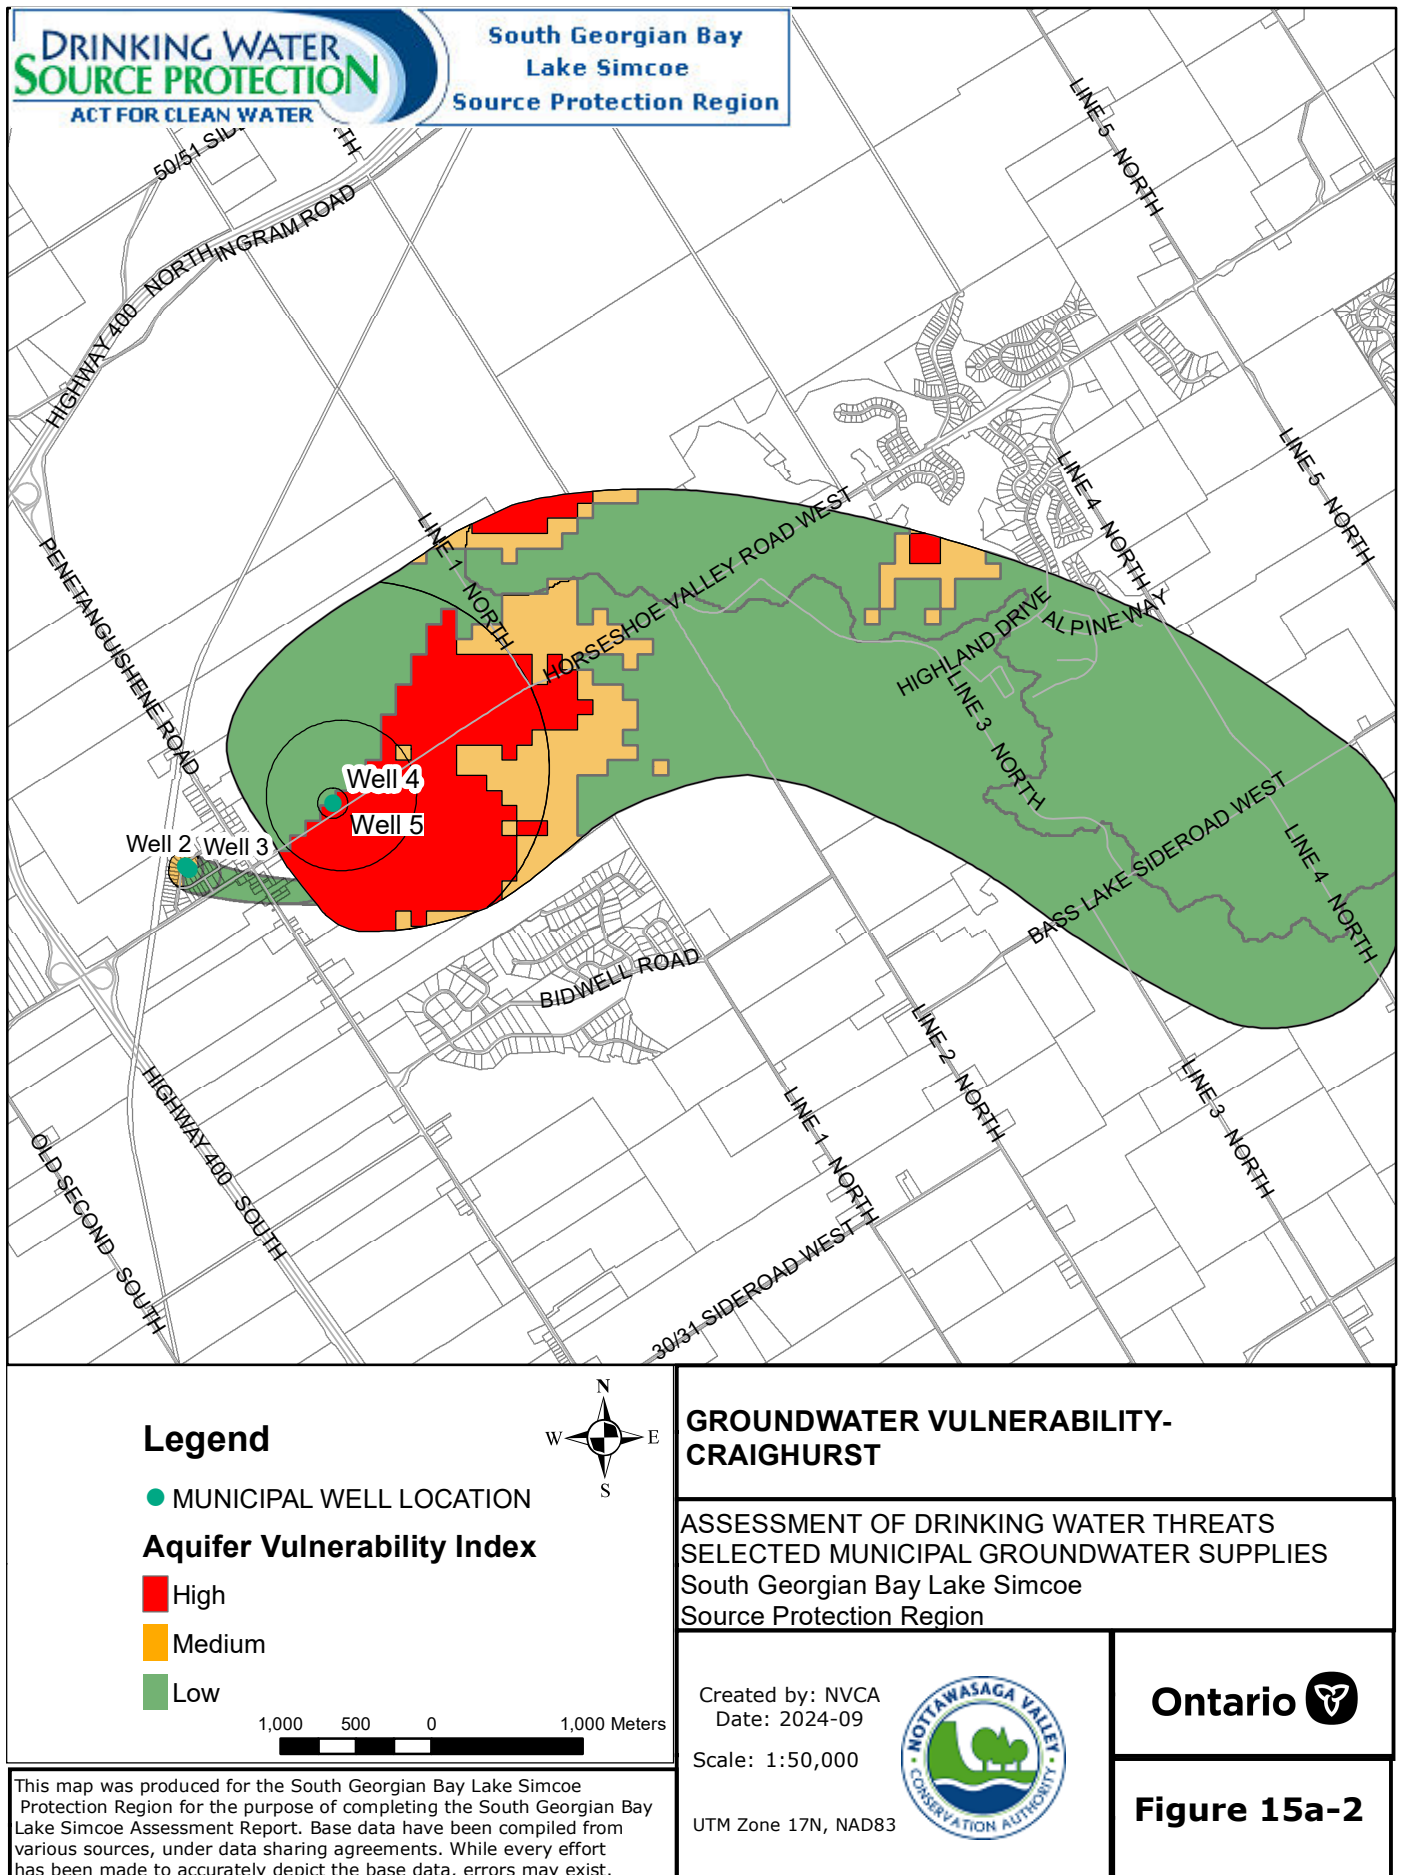 DRINKING WATER
SOURCE PROTECTION
ACT FOR CLEAN WATER
South Georgian Bay
Lake Simcoe
Source Protection Region
50/51
INGRAM ROAD
HIGHWAY 400 NORTH
LINE 5 NORTH
LINE 5 NORTH
LINE 4 NORTH
LINE 1 NORTH
HORSESHOE VALLEY ROAD WEST
PENETANGUISHENE ROAD
HIGHLAND DRIVE
ALPINE WAY
LINE 3 NORTH
Well 4
Well 5
Well 2
Well 3
BASS LAKE SIDEROAD WEST
LINE 4 NORTH
BIDWELL ROAD
LINE 2 NORTH
LINE 3 NORTH
LINE 1 NORTH
HIGHWAY 400 SOUTH
OLD SECOND SOUTH
30/31 SIDEROAD WEST
Legend
MUNICIPAL WELL LOCATION
Aquifer Vulnerability Index
High
Medium
Low
N
W
E
S
1,000 500 0 1,000 Meters
GROUNDWATER VULNERABILITY-
CRAIGHURST
ASSESSMENT OF DRINKING WATER THREATS
SELECTED MUNICIPAL GROUNDWATER SUPPLIES
South Georgian Bay Lake Simcoe
Source Protection Region
Created by: NVCA
Date: 2024-09
Scale: 1:50,000
UTM Zone 17N, NAD83
NOTTAWASAGA VALLEY
CONSERVATION AUTHORITY
Ontario
Figure 15a-2
This map was produced for the South Georgian Bay Lake Simcoe
Protection Region for the purpose of completing the South Georgian Bay
Lake Simcoe Assessment Report. Base data have been compiled from
various sources, under data sharing agreements. While every effort
has been made to accurately depict the base data, errors may exist.